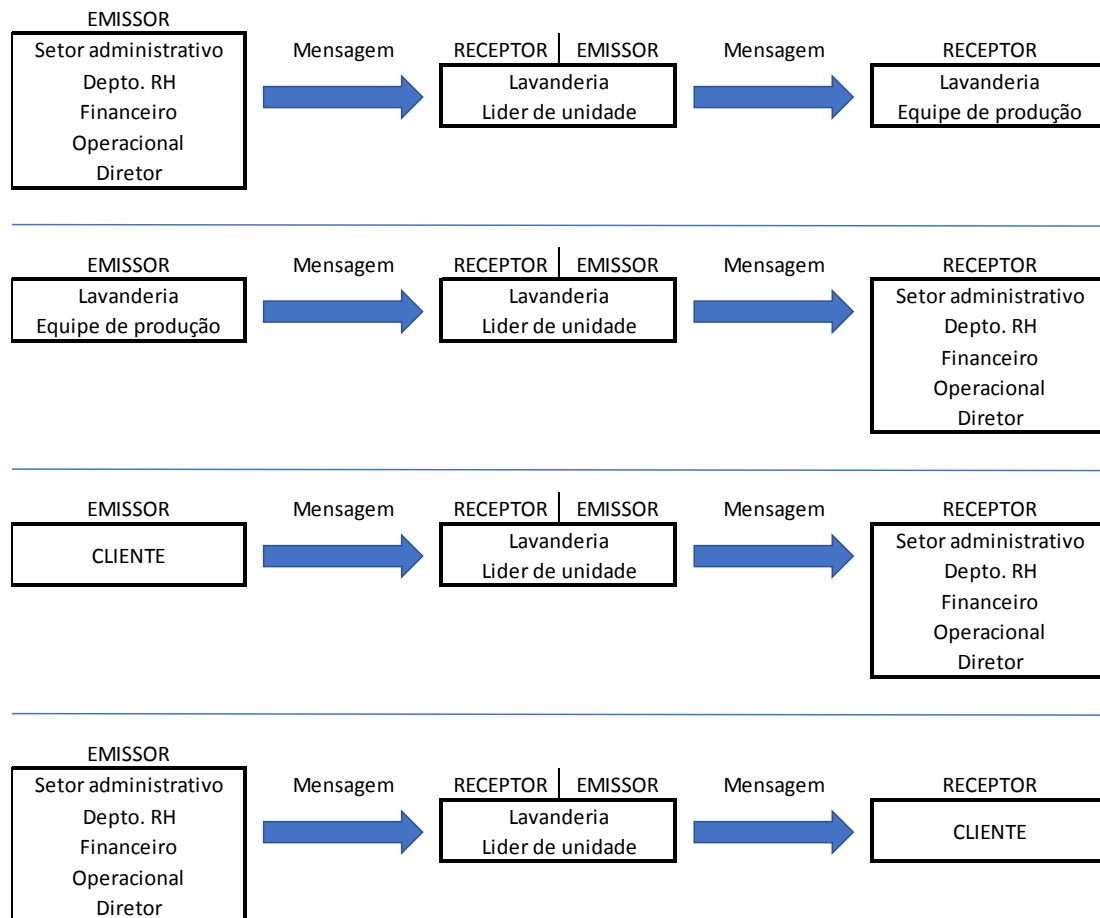 EMISSOR
Setor administrativo
Depto. RH
Financeiro
Operacional
Diretor
Mensagem
RECEPTOR EMISSOR
Lavanderia
Lider de unidade
Mensagem
RECEPTOR
Lavanderia
Equipe de produção
EMISSOR
Lavanderia
Equipe de produção
Mensagem
RECEPTOR EMISSOR
Lavanderia
Lider de unidade
Mensagem
RECEPTOR
Setor administrativo
Depto. RH
Financeiro
Operacional
Diretor
EMISSOR
CLIENTE
Mensagem
RECEPTOR EMISSOR
Lavanderia
Lider de unidade
Mensagem
RECEPTOR
Setor administrativo
Depto. RH
Financeiro
Operacional
Diretor
EMISSOR
Setor administrativo
Depto. RH
Financeiro
Operacional
Diretor
Mensagem
RECEPTOR EMISSOR
Lavanderia
Lider de unidade
Mensagem
RECEPTOR
CLIENTE